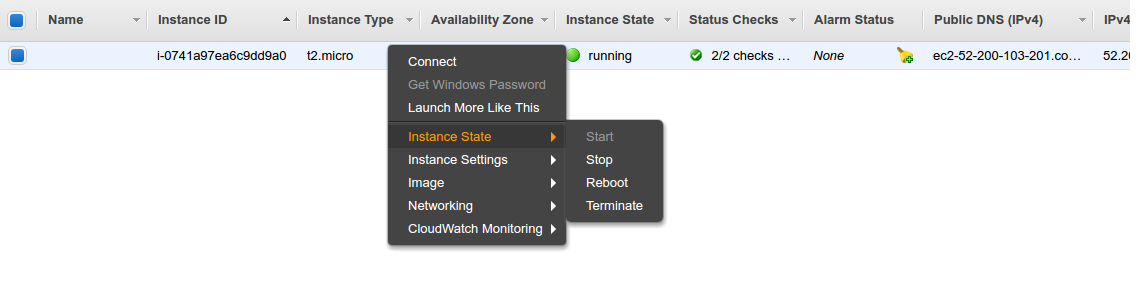 Name Instance ID Instance Type Availability Zone Instance State Status Checks Alarm Status Public DNS (IPv4) IPv4
i-0741a97ea6c9dd9a0 t2.micro running 2/2 checks … None ec2-52-200-103-201.co… 52.20
Connect
Get Windows Password
Launch More Like This
Instance State
Instance Settings
Image
Networking
CloudWatch Monitoring
Start
Stop
Reboot
Terminate